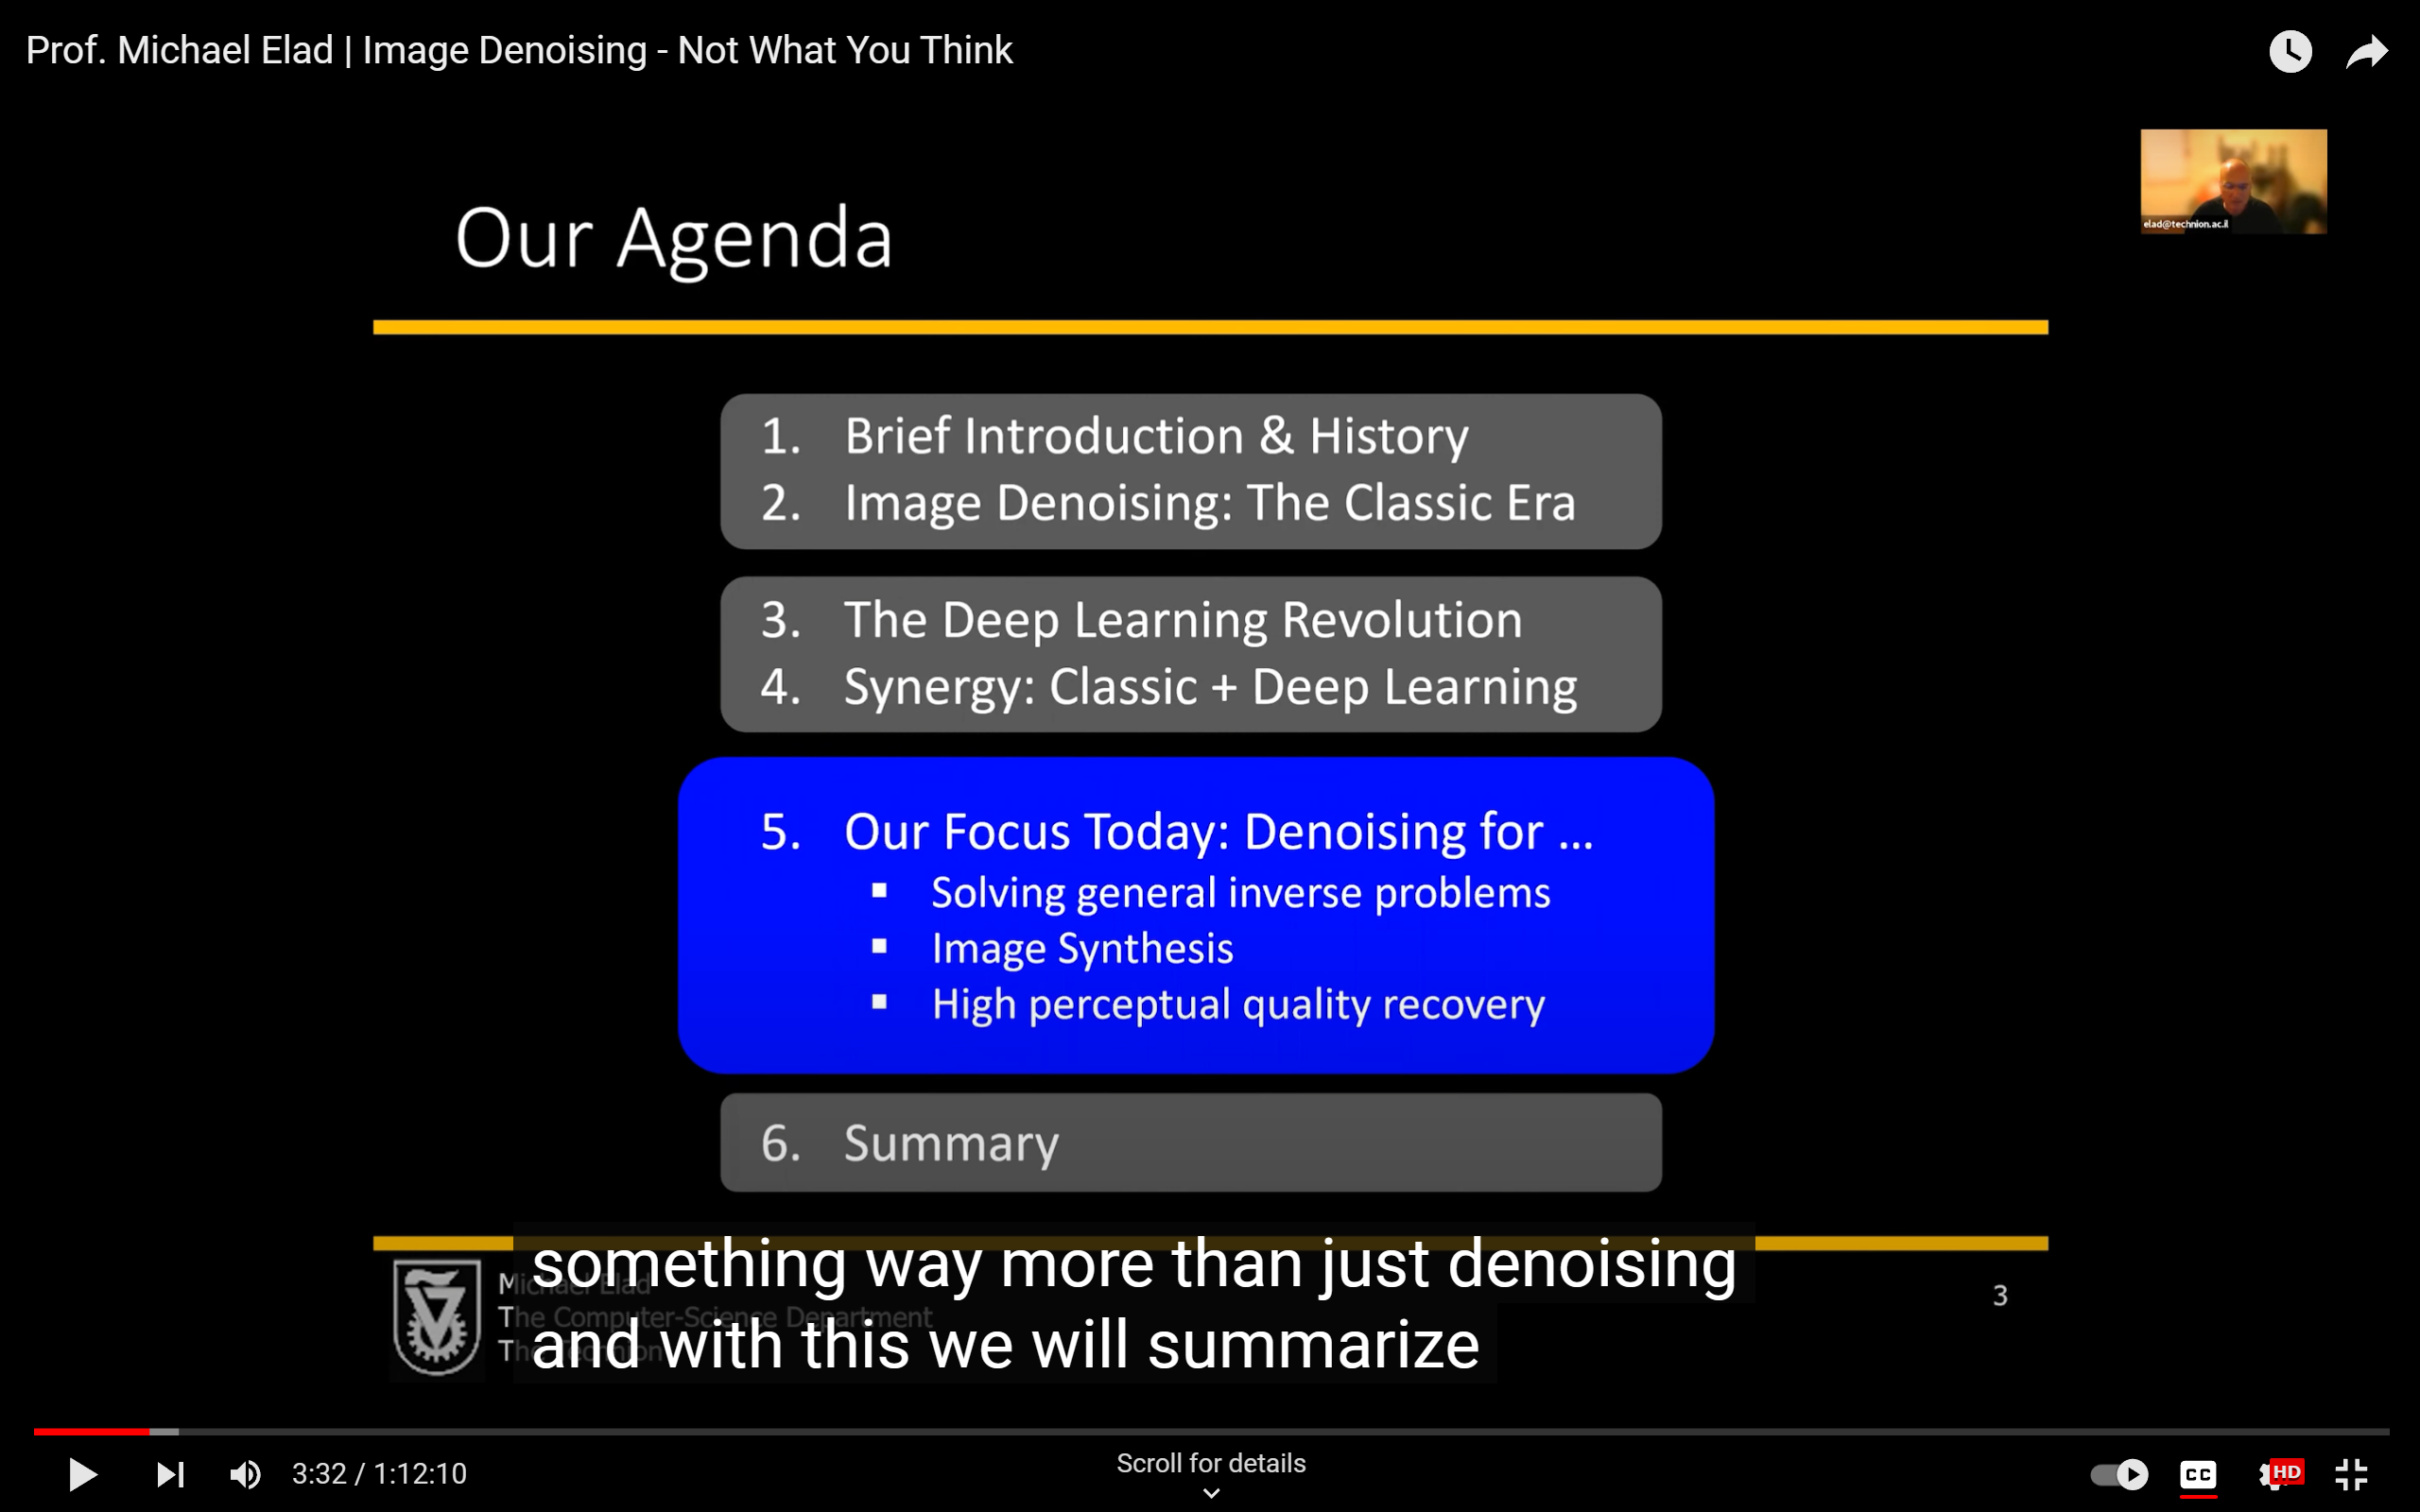 Prof. Michael Elad | Image Denoising - Not What You Think
elad@technion.ac.il
Our Agenda
1. Brief Introduction & History
2. Image Denoising: The Classic Era
3. The Deep Learning Revolution
4. Synergy: Classic + Deep Learning
5. Our Focus Today: Denoising for ...
▪ Solving general inverse problems
▪ Image Synthesis
▪ High perceptual quality recovery
6. Summary
something way more than just denoising
and with this we will summarize
Michael Elad
The Computer-Science Department
The Technion
3
3:32 / 1:12:10
Scroll for details
CC
HD